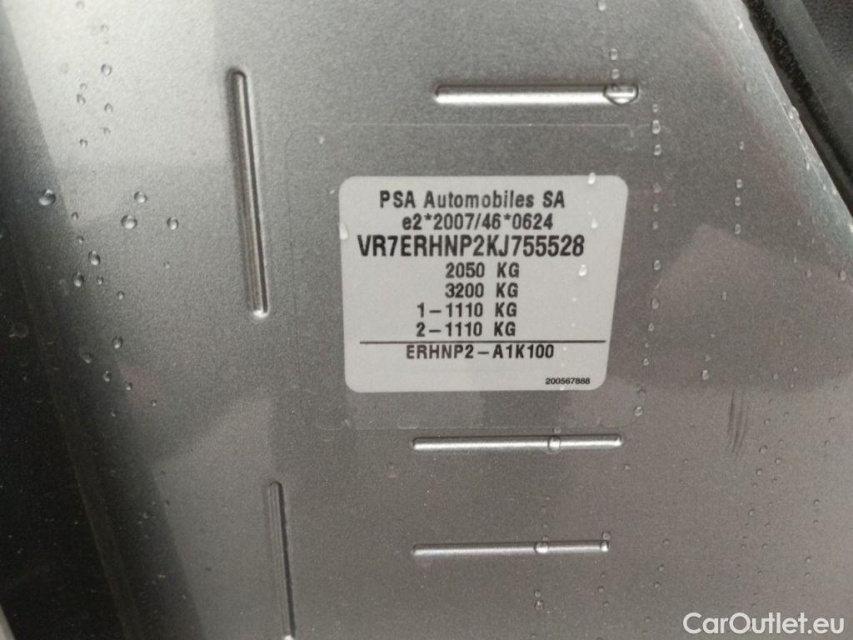 PSA Automobiles SA
e2*2007/46*0624
VR7ERHNP2KJ755528
2050 KG
3200 KG
1-1110 KG
2-1110 KG
ERHNP2-A1K100
200567888
CarOutlet.eu